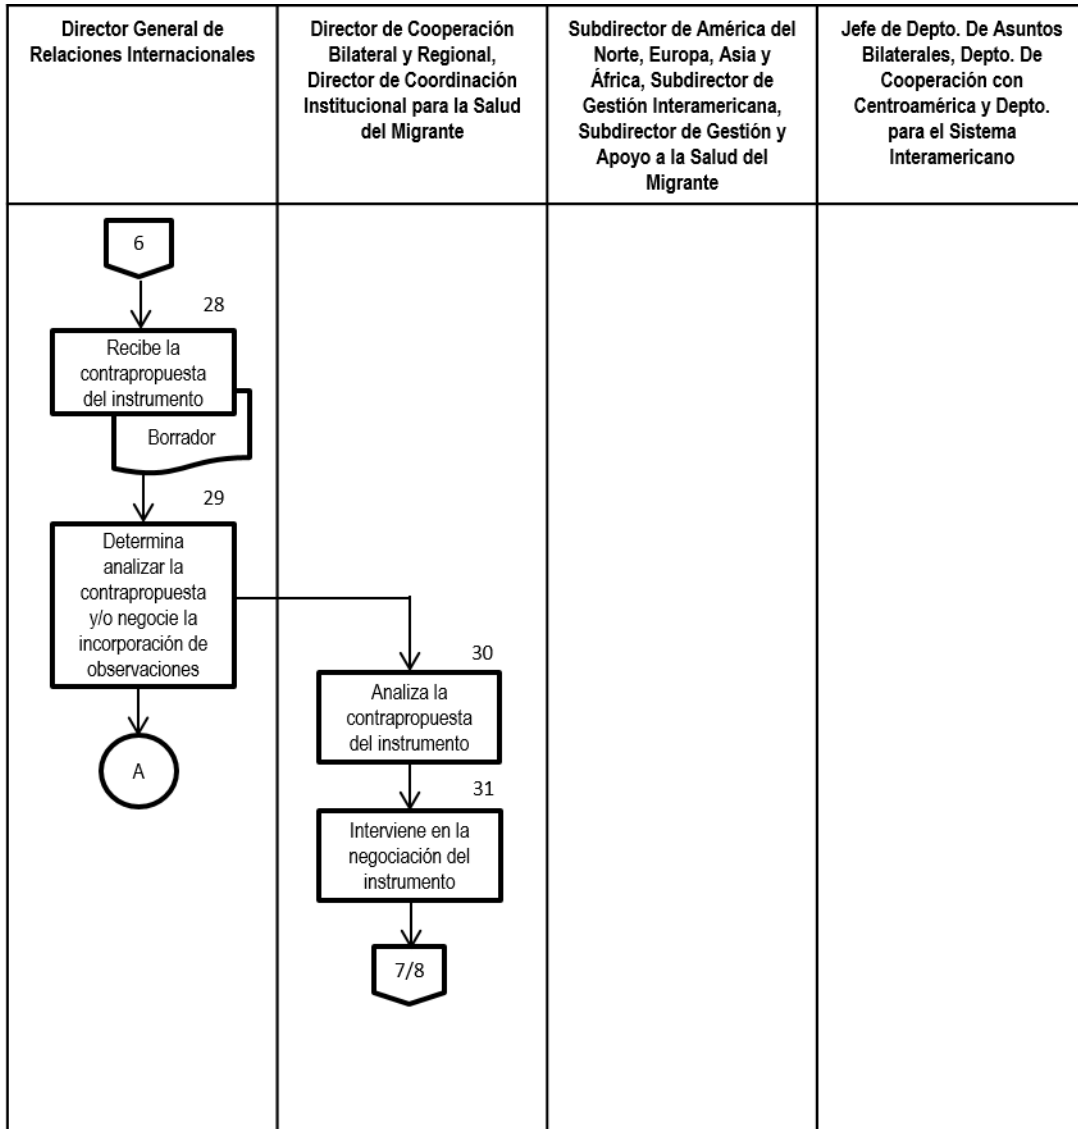 Director General de
Relaciones Internacionales
Director de Cooperación
Bilateral y Regional,
Director de Coordinación
Institucional para la Salud
del Migrante
Subdirector de América del
Norte, Europa, Asia y
África, Subdirector de
Gestión Interamericana,
Subdirector de Gestión y
Apoyo a la Salud del
Migrante
Jefe de Depto. De Asuntos
Bilaterales, Depto. De
Cooperación con
Centroamérica y Depto.
para el Sistema
Interamericano
6
28
Recibe la
contrapropuesta
del instrumento
Borrador
29
Determina
analizar la
contrapropuesta
y/o negocie la
incorporación de
observaciones
A
30
Analiza la
contrapropuesta
del instrumento
31
Interviene en la
negociación del
instrumento
7/8